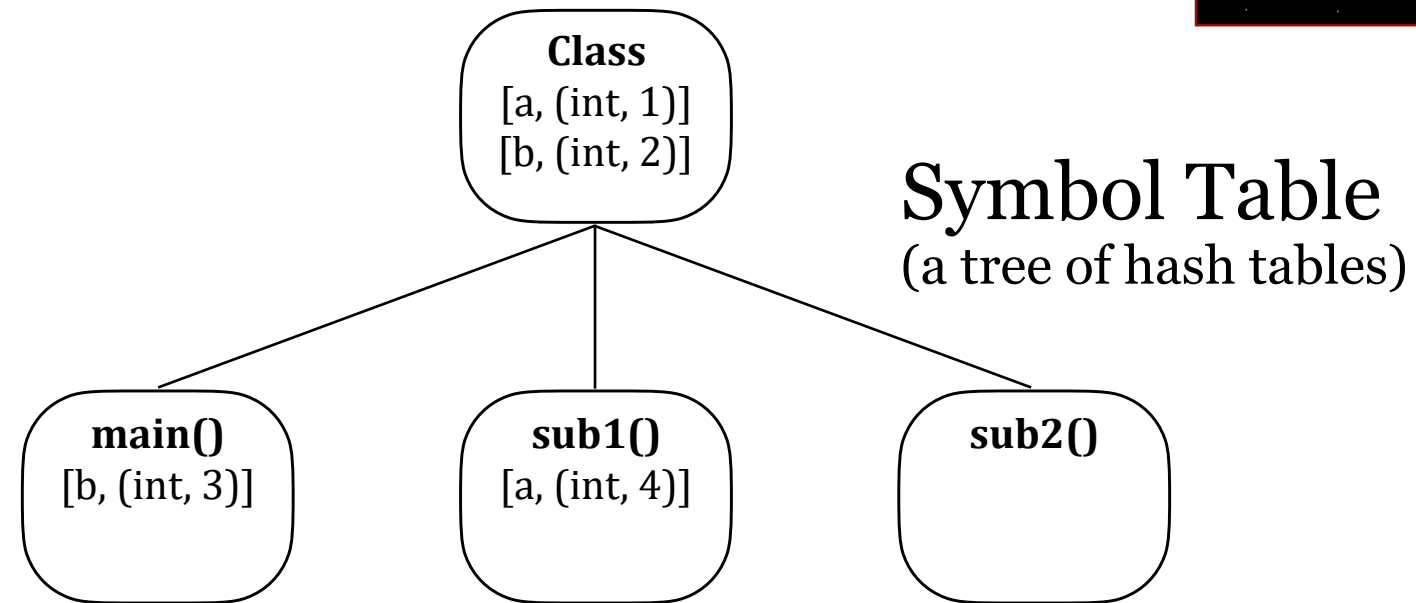 Class
[a, (int, 1)]
[b, (int, 2)]
Symbol Table
(a tree of hash tables)
main()
[b, (int, 3)]
sub1()
[a, (int, 4)]
sub2()